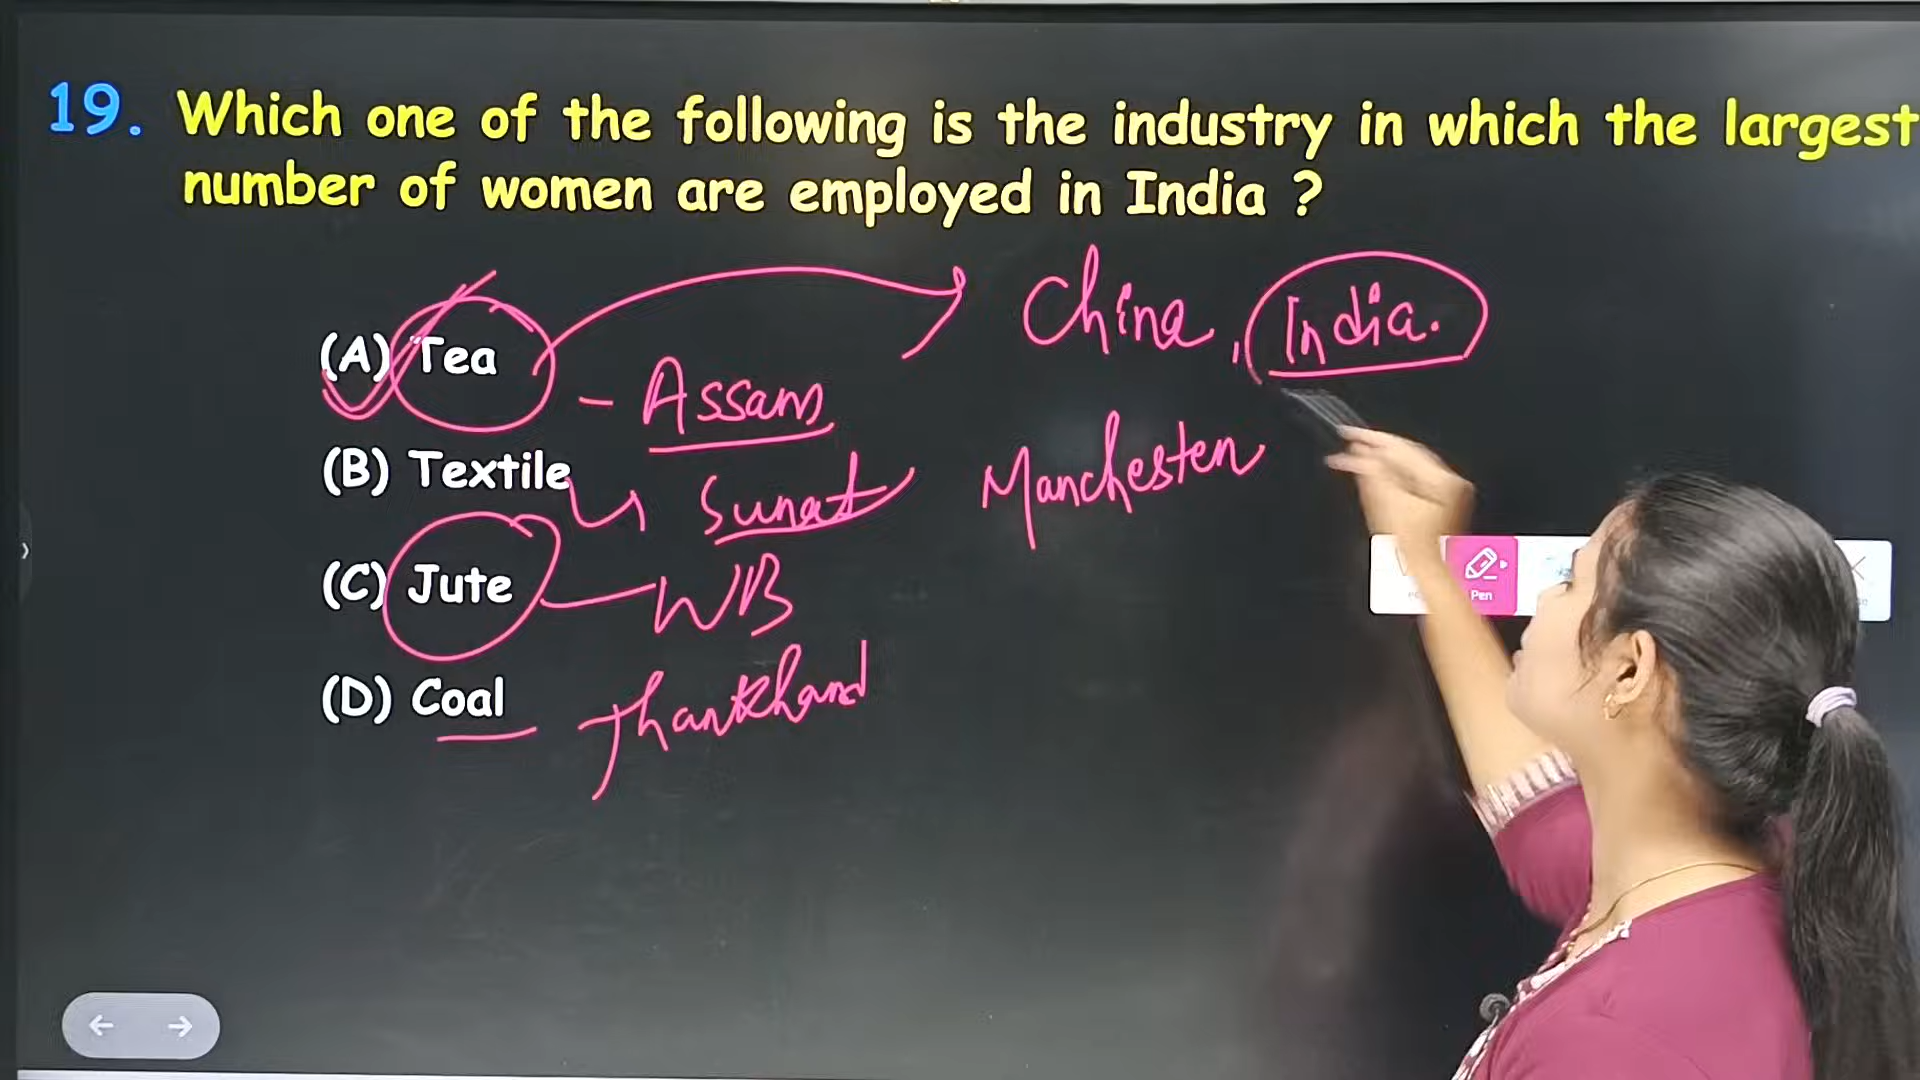 19. Which one of the following is the industry in which the largest
number of women are employed in India ?
China, India.
(A) Tea
- Assam
(B) Textile
Surat Manchester
(C) Jute
WB
(D) Coal
Jharkhand
Pen